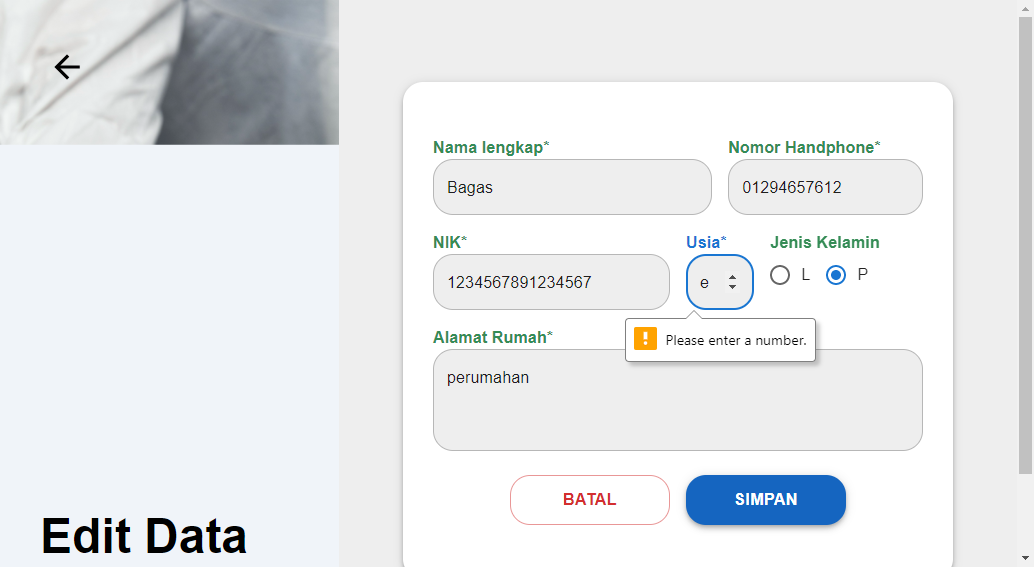 Nama lengkap*
Nomor Handphone*
Bagas
01294657612
NIK*
Usia*
Jenis Kelamin
1234567891234567
e
L
P
Please enter a number.
Alamat Rumah*
perumahan
BATAL
SIMPAN
Edit Data